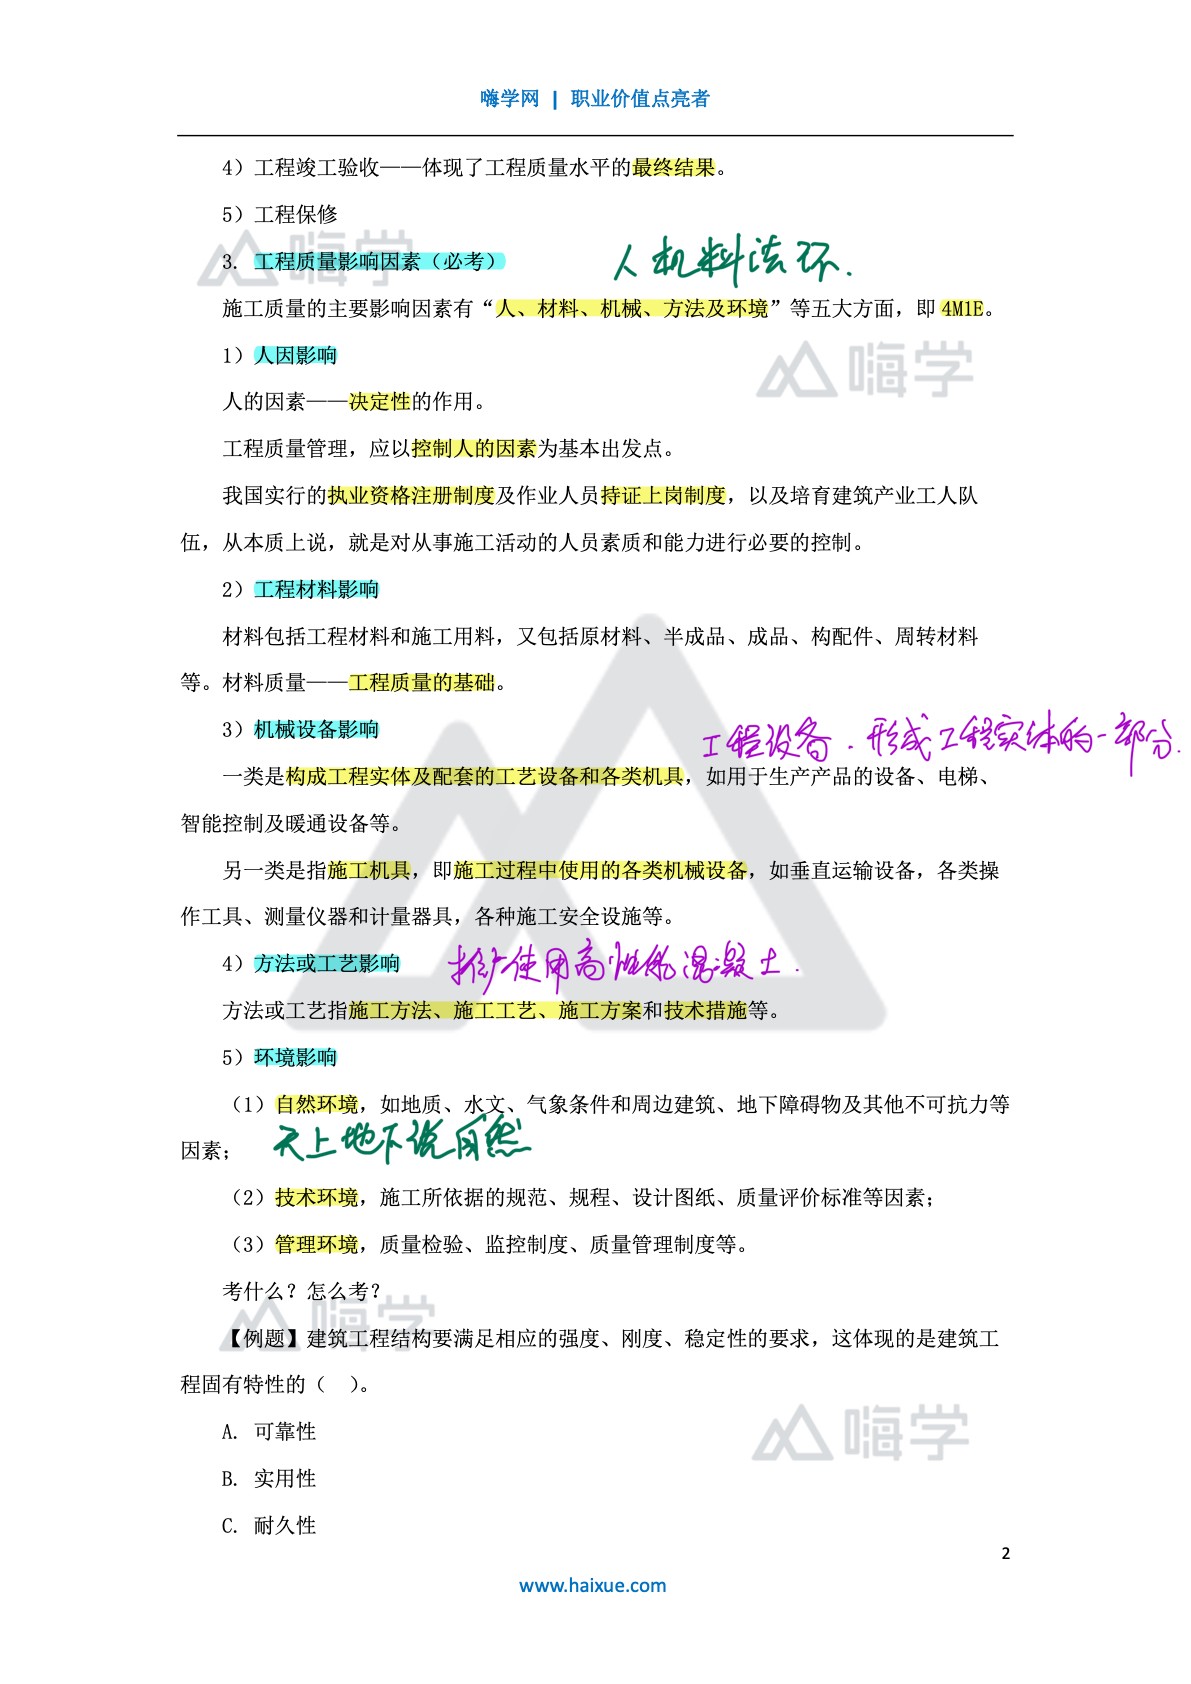 嗨学网 | 职业价值点亮者
4）工程竣工验收——体现了工程质量水平的最终结果。
5）工程保修
嗨学
3. 工程质量影响因素（必考）
人机料法环.
施工质量的主要影响因素有“人、材料、机械、方法及环境”等五大方面，即 4M1E。
1）人因影响
嗨学
人的因素——决定性的作用。
工程质量管理，应以控制人的因素为基本出发点。
我国实行的执业资格注册制度及作业人员持证上岗制度，以及培育建筑产业工人队
伍，从本质上说，就是对从事施工活动的人员素质和能力进行必要的控制。
2）工程材料影响
材料包括工程材料和施工用料，又包括原材料、半成品、成品、构配件、周转材料
等。材料质量——工程质量的基础。
3）机械设备影响
工程设备．形成工程实体的一部分.
一类是构成工程实体及配套的工艺设备和各类机具，如用于生产产品的设备、电梯、
智能控制及暖通设备等。
另一类是指施工机具，即施工过程中使用的各类机械设备，如垂直运输设备，各类操
作工具、测量仪器和计量器具，各种施工安全设施等。
4）方法或工艺影响
推广使用高性能混凝土.
方法或工艺指施工方法、施工工艺、施工方案和技术措施等。
5）环境影响
（1）自然环境，如地质、水文、气象条件和周边建筑、地下障碍物及其他不可抗力等
因素；
天上地下说自然
（2）技术环境，施工所依据的规范、规程、设计图纸、质量评价标准等因素；
（3）管理环境，质量检验、监控制度、质量管理制度等。
考什么？怎么考？
嗨学
【例题】建筑工程结构要满足相应的强度、刚度、稳定性的要求，这体现的是建筑工
程固有特性的（ ）。
嗨学
A. 可靠性
B. 实用性
C. 耐久性
2
www.haixue.com